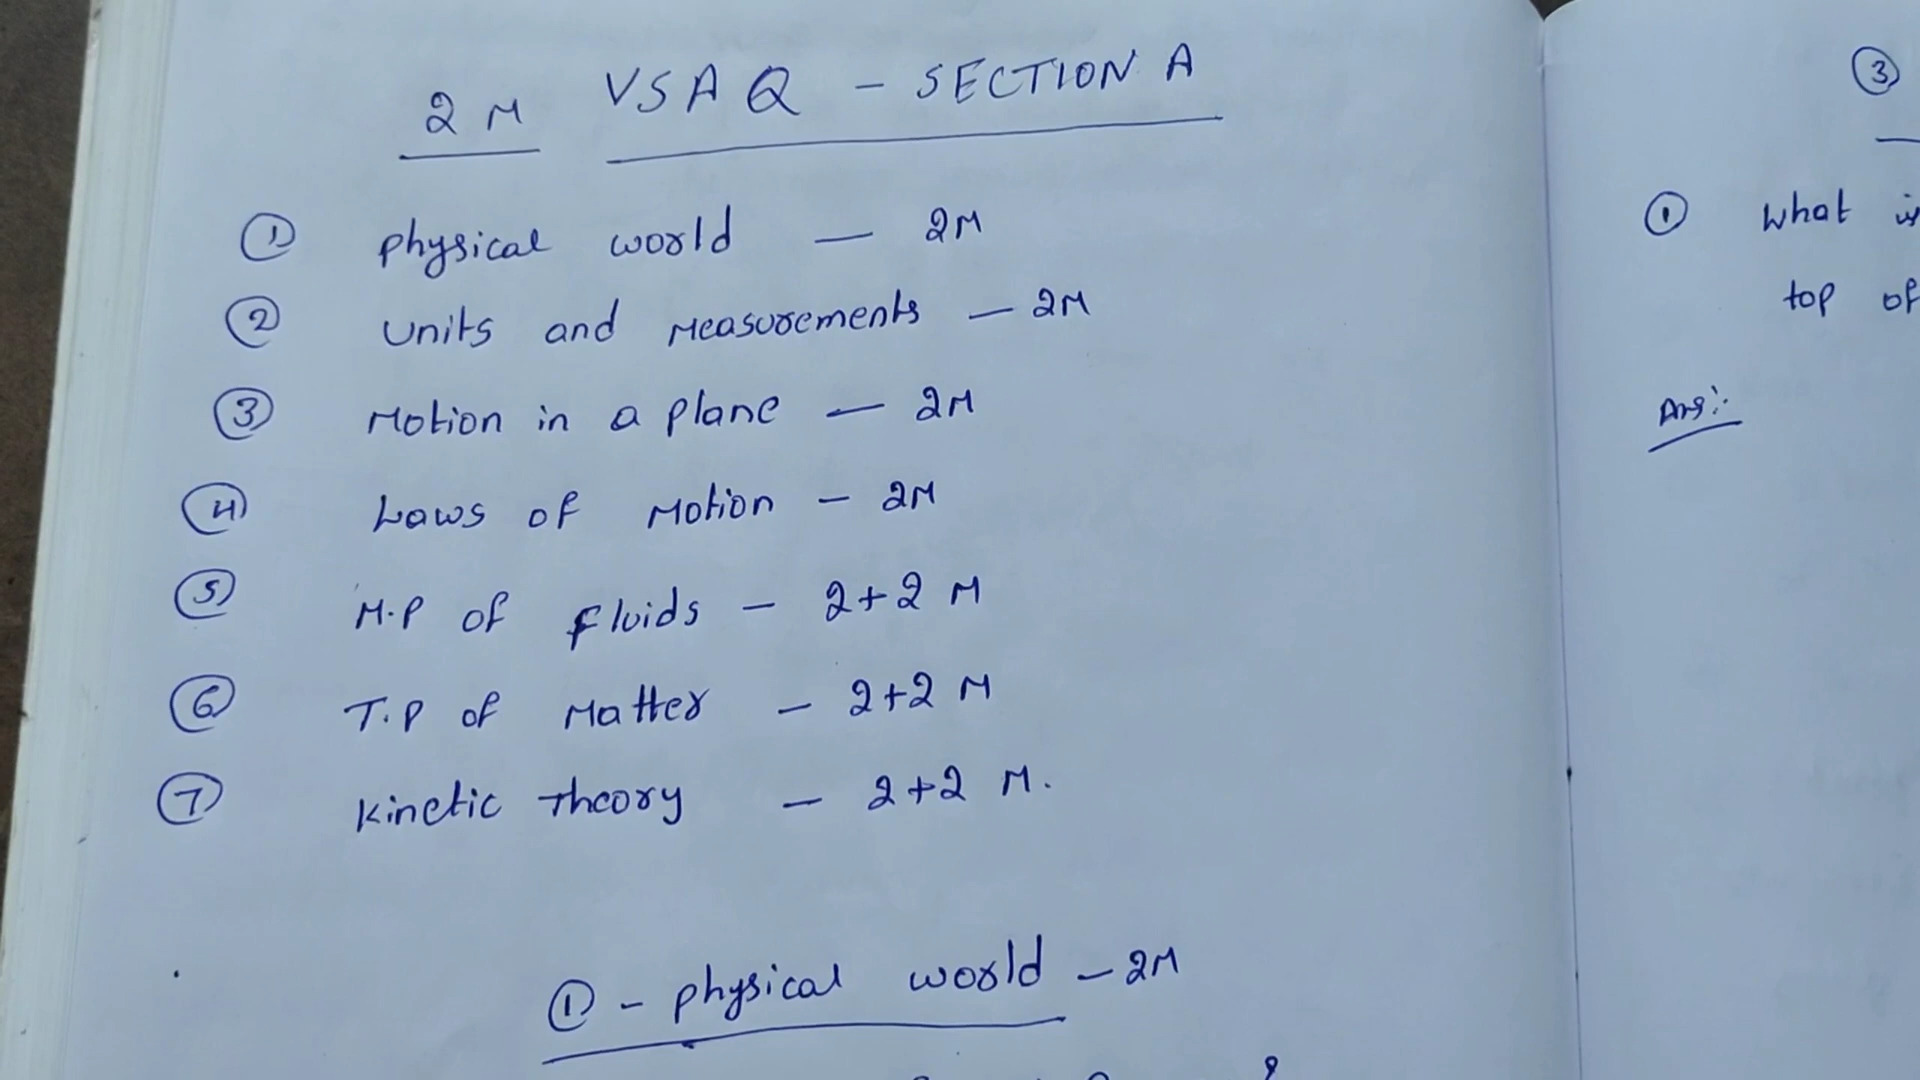 2M VSAQ - SECTION A
① Physical world — 2M
② Units and Measurements — 2M
③ Motion in a plane — 2M
④ Laws of Motion - 2M
⑤ M.P of Fluids - 2+2 M
⑥ T.P of Matter - 2+2 M
⑦ Kinetic Theory - 2+2 M.
① - physical world - 2M
③
① What is
top of
Ans:-